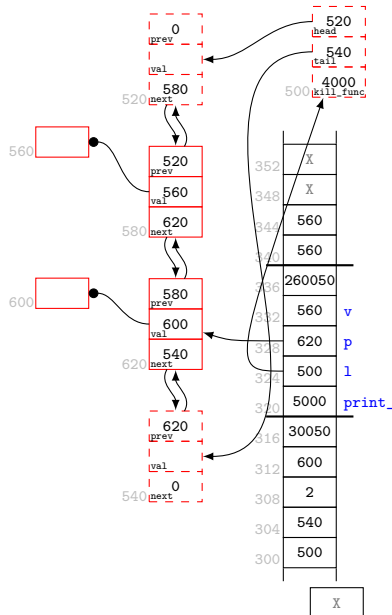 0
prev
val
580
next
520
520
head
540
tail
4000
kill_func
500
560
520
prev
560
val
620
next
580
600
580
prev
600
val
540
next
620
620
prev
val
0
next
540
X
352
X
348
560
344
560
340
260050
336
560
332
v
620
328
p
500
324
l
5000
320
print_
30050
316
600
312
2
308
540
304
500
300
X